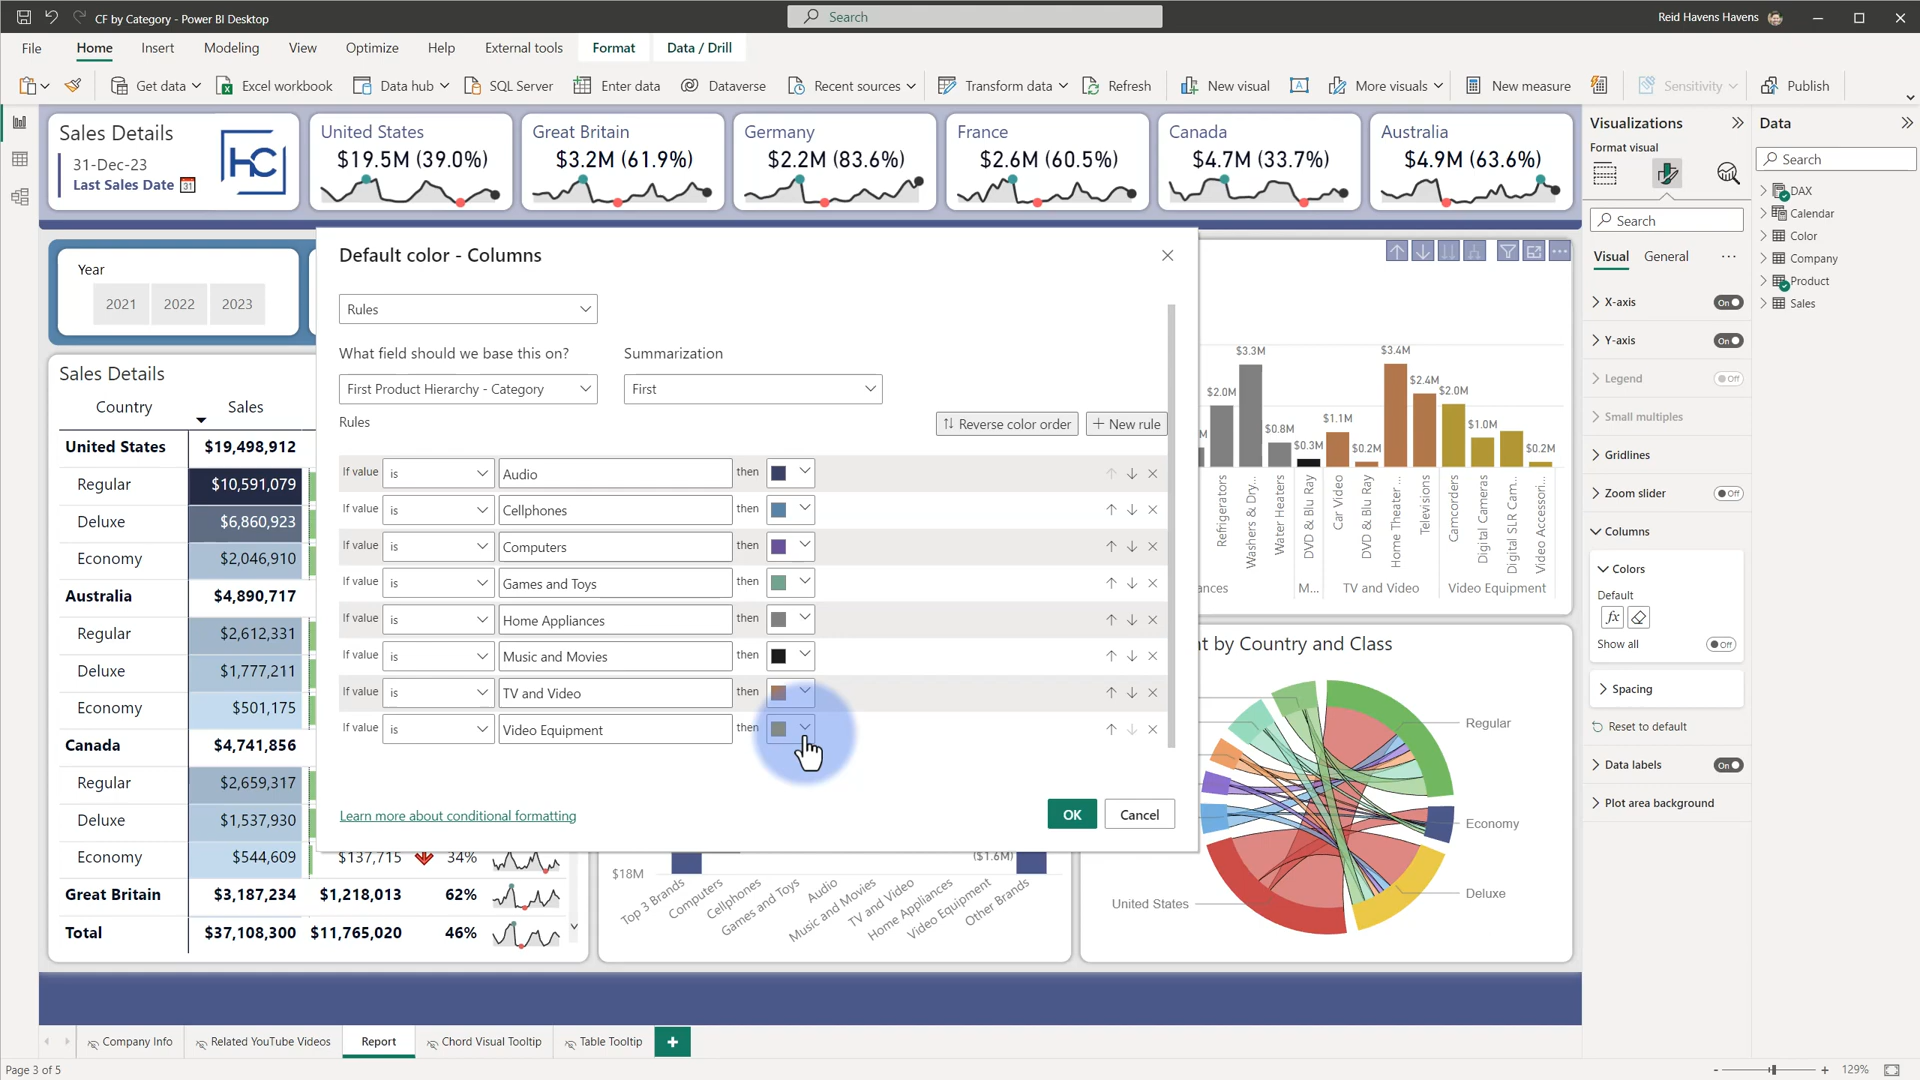 CF by Category - Power BI Desktop
Search
Reid Havens Havens
File
Home
Insert
Modeling
View
Optimize
Help
External tools
Format
Data / Drill
Get data
Excel workbook
Data hub
SQL Server
Enter data
Dataverse
Recent sources
Transform data
Refresh
New visual
More visuals
New measure
Sensitivity
Publish
Sales Details
31-Dec-23
Last Sales Date
31
HC
United States
$19.5M (39.0%)
Great Britain
$3.2M (61.9%)
Germany
$2.2M (83.6%)
France
$2.6M (60.5%)
Canada
$4.7M (33.7%)
Australia
$4.9M (63.6%)
Year
2021
2022
2023
Sales Details
Country
Sales
United States $19,498,912
Regular $10,591,079
Deluxe $6,860,923
Economy $2,046,910
Australia $4,890,717
Regular $2,612,331
Deluxe $1,777,211
Economy $501,175
Canada $4,741,856
Regular $2,659,317
Deluxe $1,537,930
Economy $544,609 $137,715 34%
Great Britain $3,187,234 $1,218,013 62%
Total $37,108,300 $11,765,020 46%
Default color - Columns
Rules
What field should we base this on?
Summarization
First Product Hierarchy - Category
First
Rules
Reverse color order
New rule
If value is Audio then
If value is Cellphones then
If value is Computers then
If value is Games and Toys then
If value is Home Appliances then
If value is Music and Movies then
If value is TV and Video then
If value is Video Equipment then
Learn more about conditional formatting
OK
Cancel
$18M
($1.6M)
Top 3 Brands
Computers
Cellphones
Games and Toys
Audio
Music and Movies
TV and Video
Home Appliances
Video Equipment
Other Brands
M
$2.0M
$3.3M
$0.8M
$0.3M
$1.1M
$0.2M
$3.4M
$2.4M
$2.0M
$1.0M
$0.2M
Refrigerators
Washers & Dry...
Water Heaters
DVD & Blu Ray
Car Video
DVD & Blu Ray
Home Theater ...
Televisions
Camcorders
Digital Cameras
Digital SLR Cam...
Video Accessori...
ances
M...
TV and Video
Video Equipment
t by Country and Class
Regular
Economy
Deluxe
United States
Visualizations
Format visual
Search
Visual
General
X-axis
On
Y-axis
On
Legend
Off
Small multiples
Gridlines
Zoom slider
Off
Columns
Colors
Default
fx
Show all
Off
Spacing
Reset to default
Data labels
On
Plot area background
Data
Search
DAX
Calendar
Color
Company
Product
Sales
Company Info
Related YouTube Videos
Report
Chord Visual Tooltip
Table Tooltip
Page 3 of 5
129%